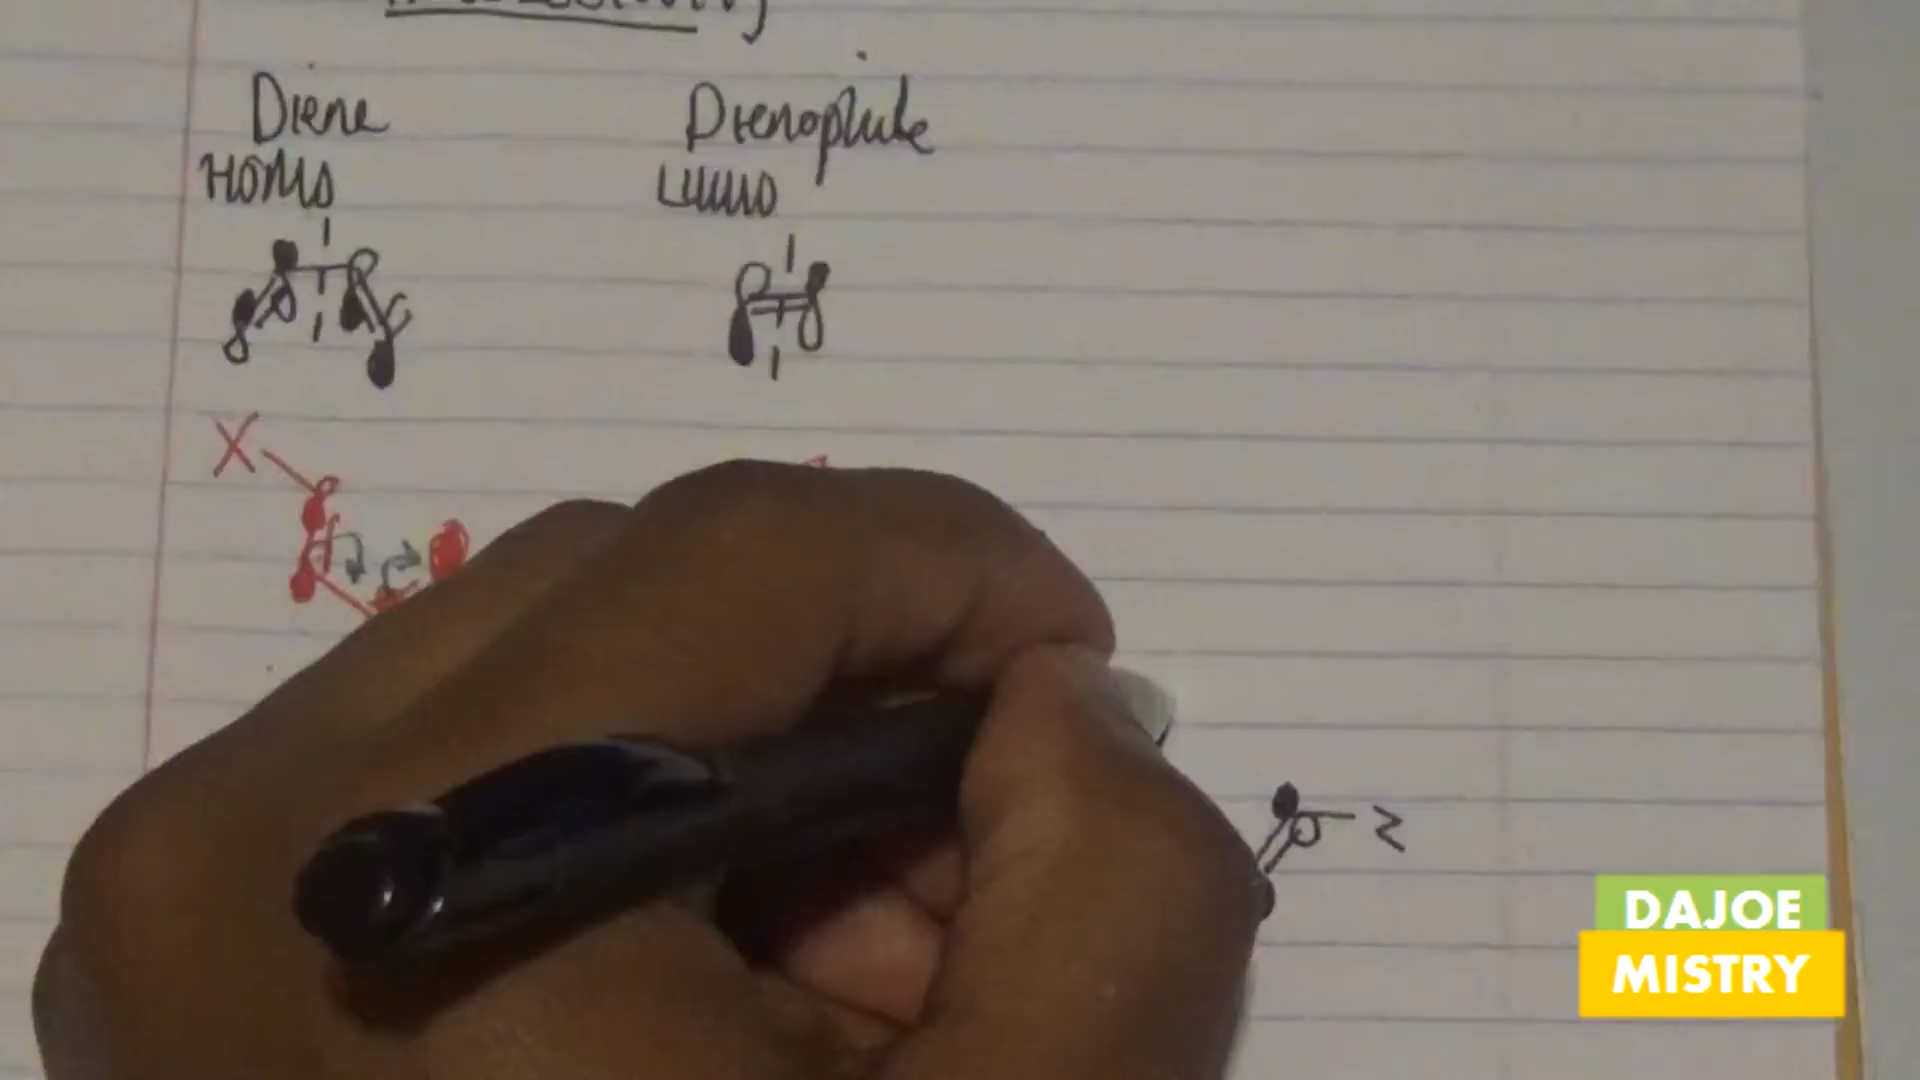 Diene Dienophile
HOMO LUMO
X
Z
DAJOE
MISTRY